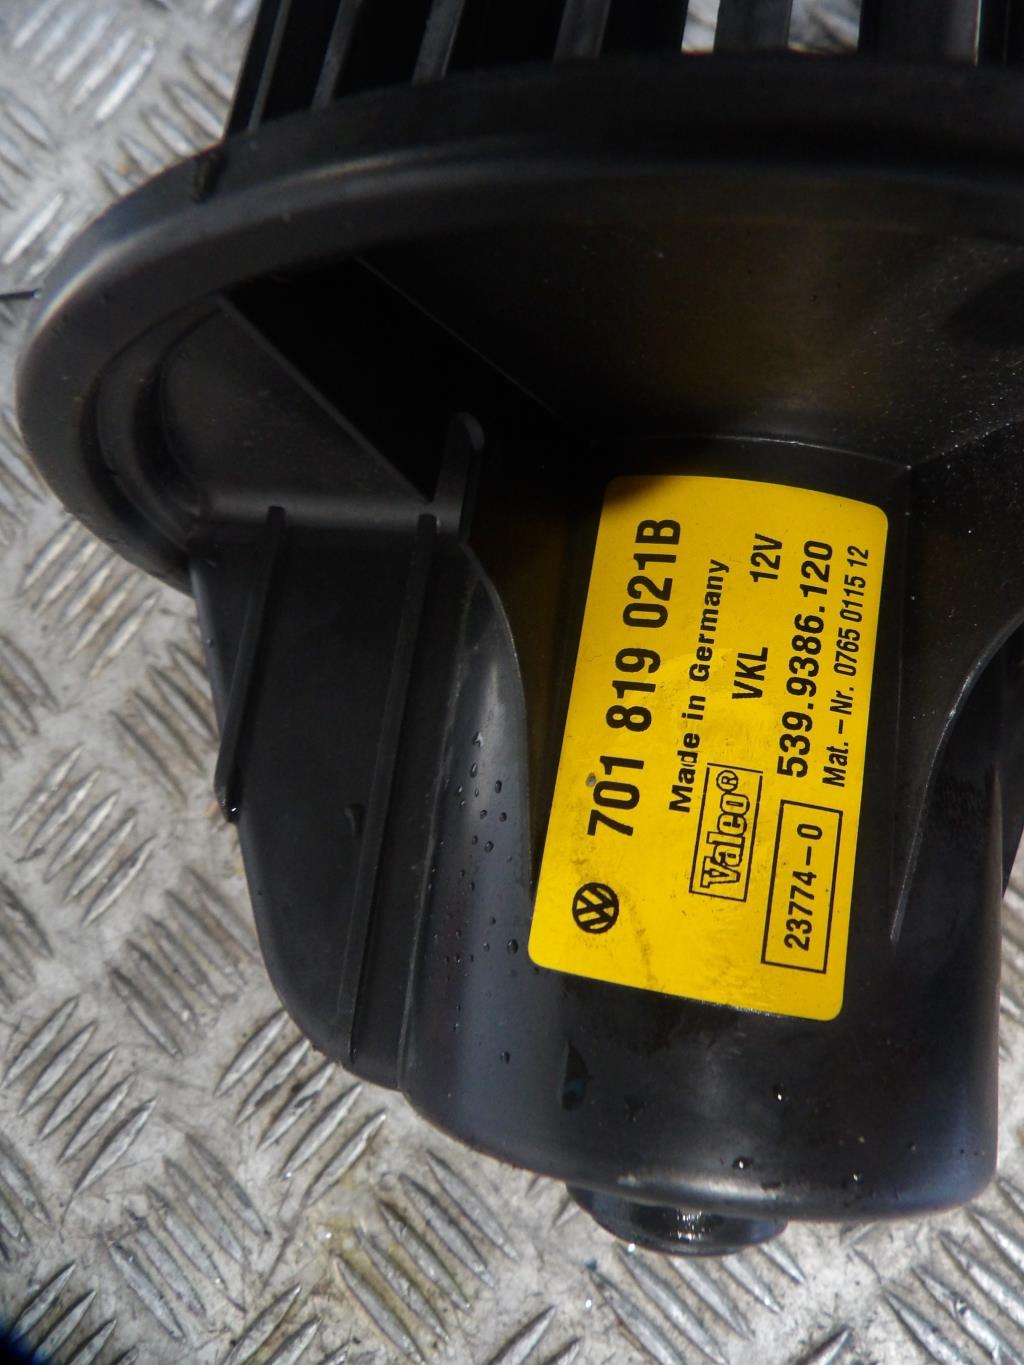 701 819 021B
Made in Germany
Valeo® VKL 12V
23774-0 539.9386.120
Mat.-Nr. 0765 0115 12